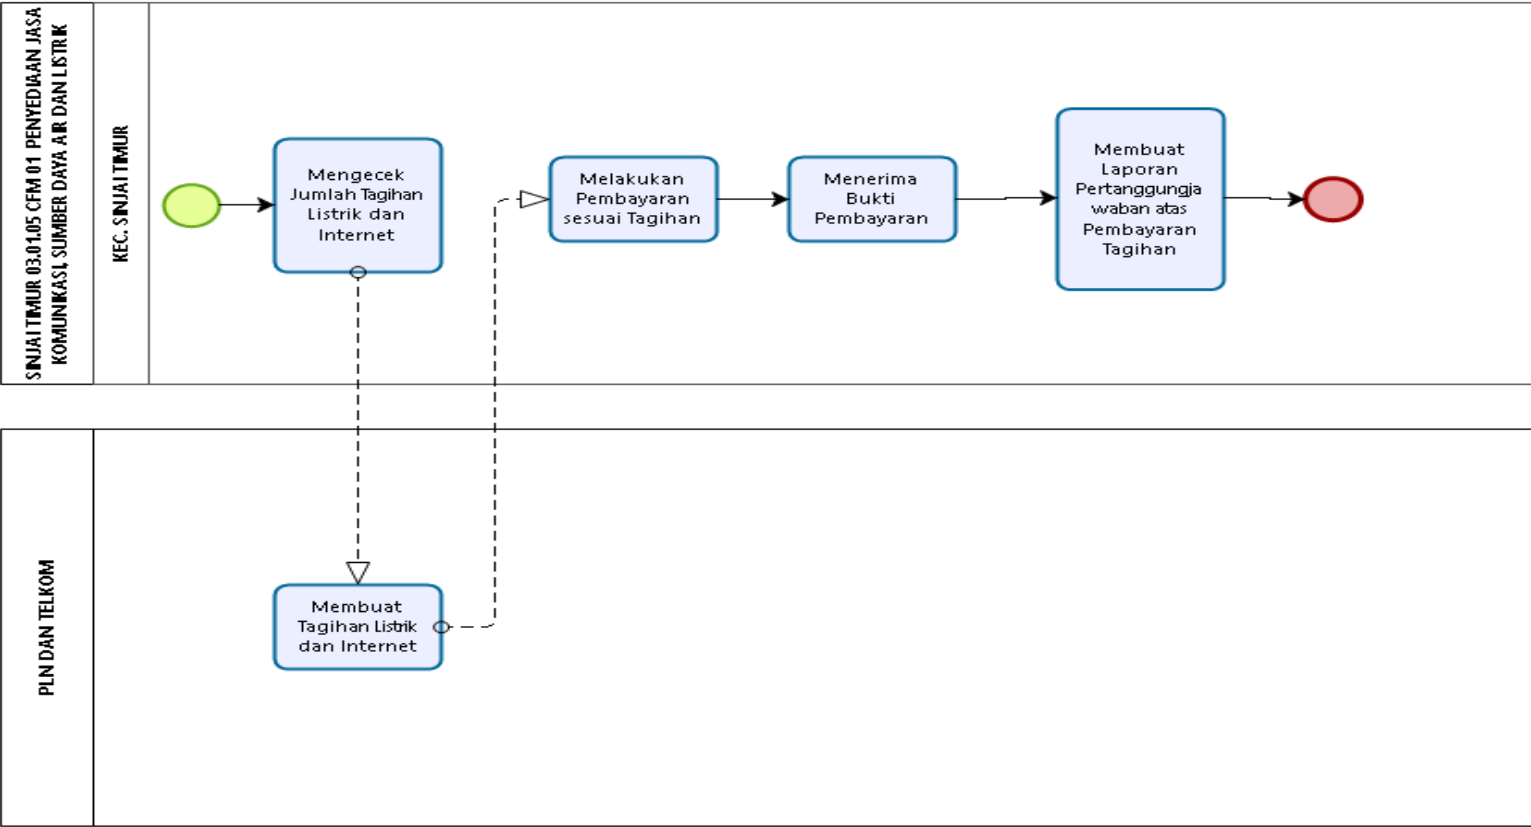 SINJAI TIMUR 03.01.05 CFM 01 PENYEDIAAN JASA
KOMUNIKASI, SUMBER DAYA AIR DAN LISTRIK
KEC. SINJAI TIMUR
Mengecek
Jumlah Tagihan
Listrik dan
Internet
Melakukan
Pembayaran
sesuai Tagihan
Menerima
Bukti
Pembayaran
Membuat
Laporan
Pertanggungja
waban atas
Pembayaran
Tagihan
PLN DAN TELKOM
Membuat
Tagihan Listrik
dan Internet